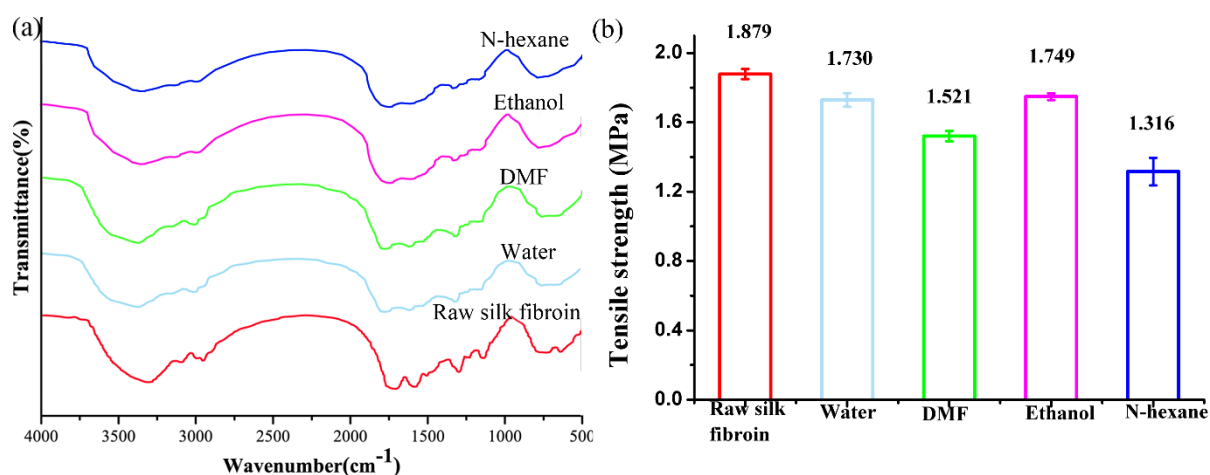 (a)
N-hexane
Ethanol
DMF
Water
Raw silk fibroin
Transmittance(%)
4000 3500 3000 2500 2000 1500 1000 500
Wavenumber(cm-1)
(b)
1.879
1.730
1.521
1.749
1.316
Tensile strength (MPa)
2.0
1.6
1.2
0.8
0.4
0.0
Raw silk
fibroin
Water
DMF
Ethanol
N-hexane